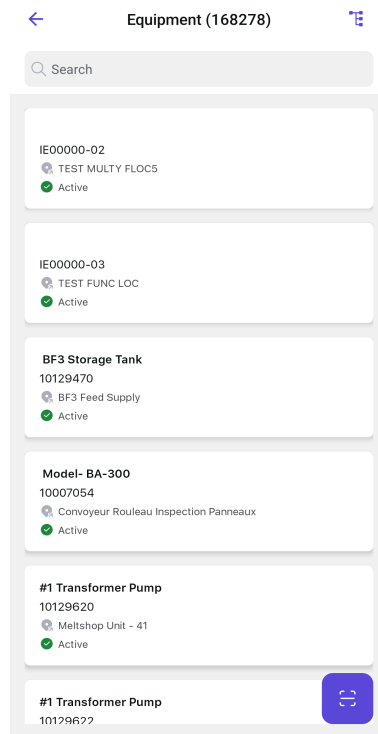 Equipment (168278)
Search
IE00000-02
TEST MULTY FLOC5
Active
IE00000-03
TEST FUNC LOC
Active
BF3 Storage Tank
10129470
BF3 Feed Supply
Active
Model- BA-300
10007054
Convoyeur Rouleau Inspection Panneaux
Active
#1 Transformer Pump
10129620
Meltshop Unit - 41
Active
#1 Transformer Pump
10129622